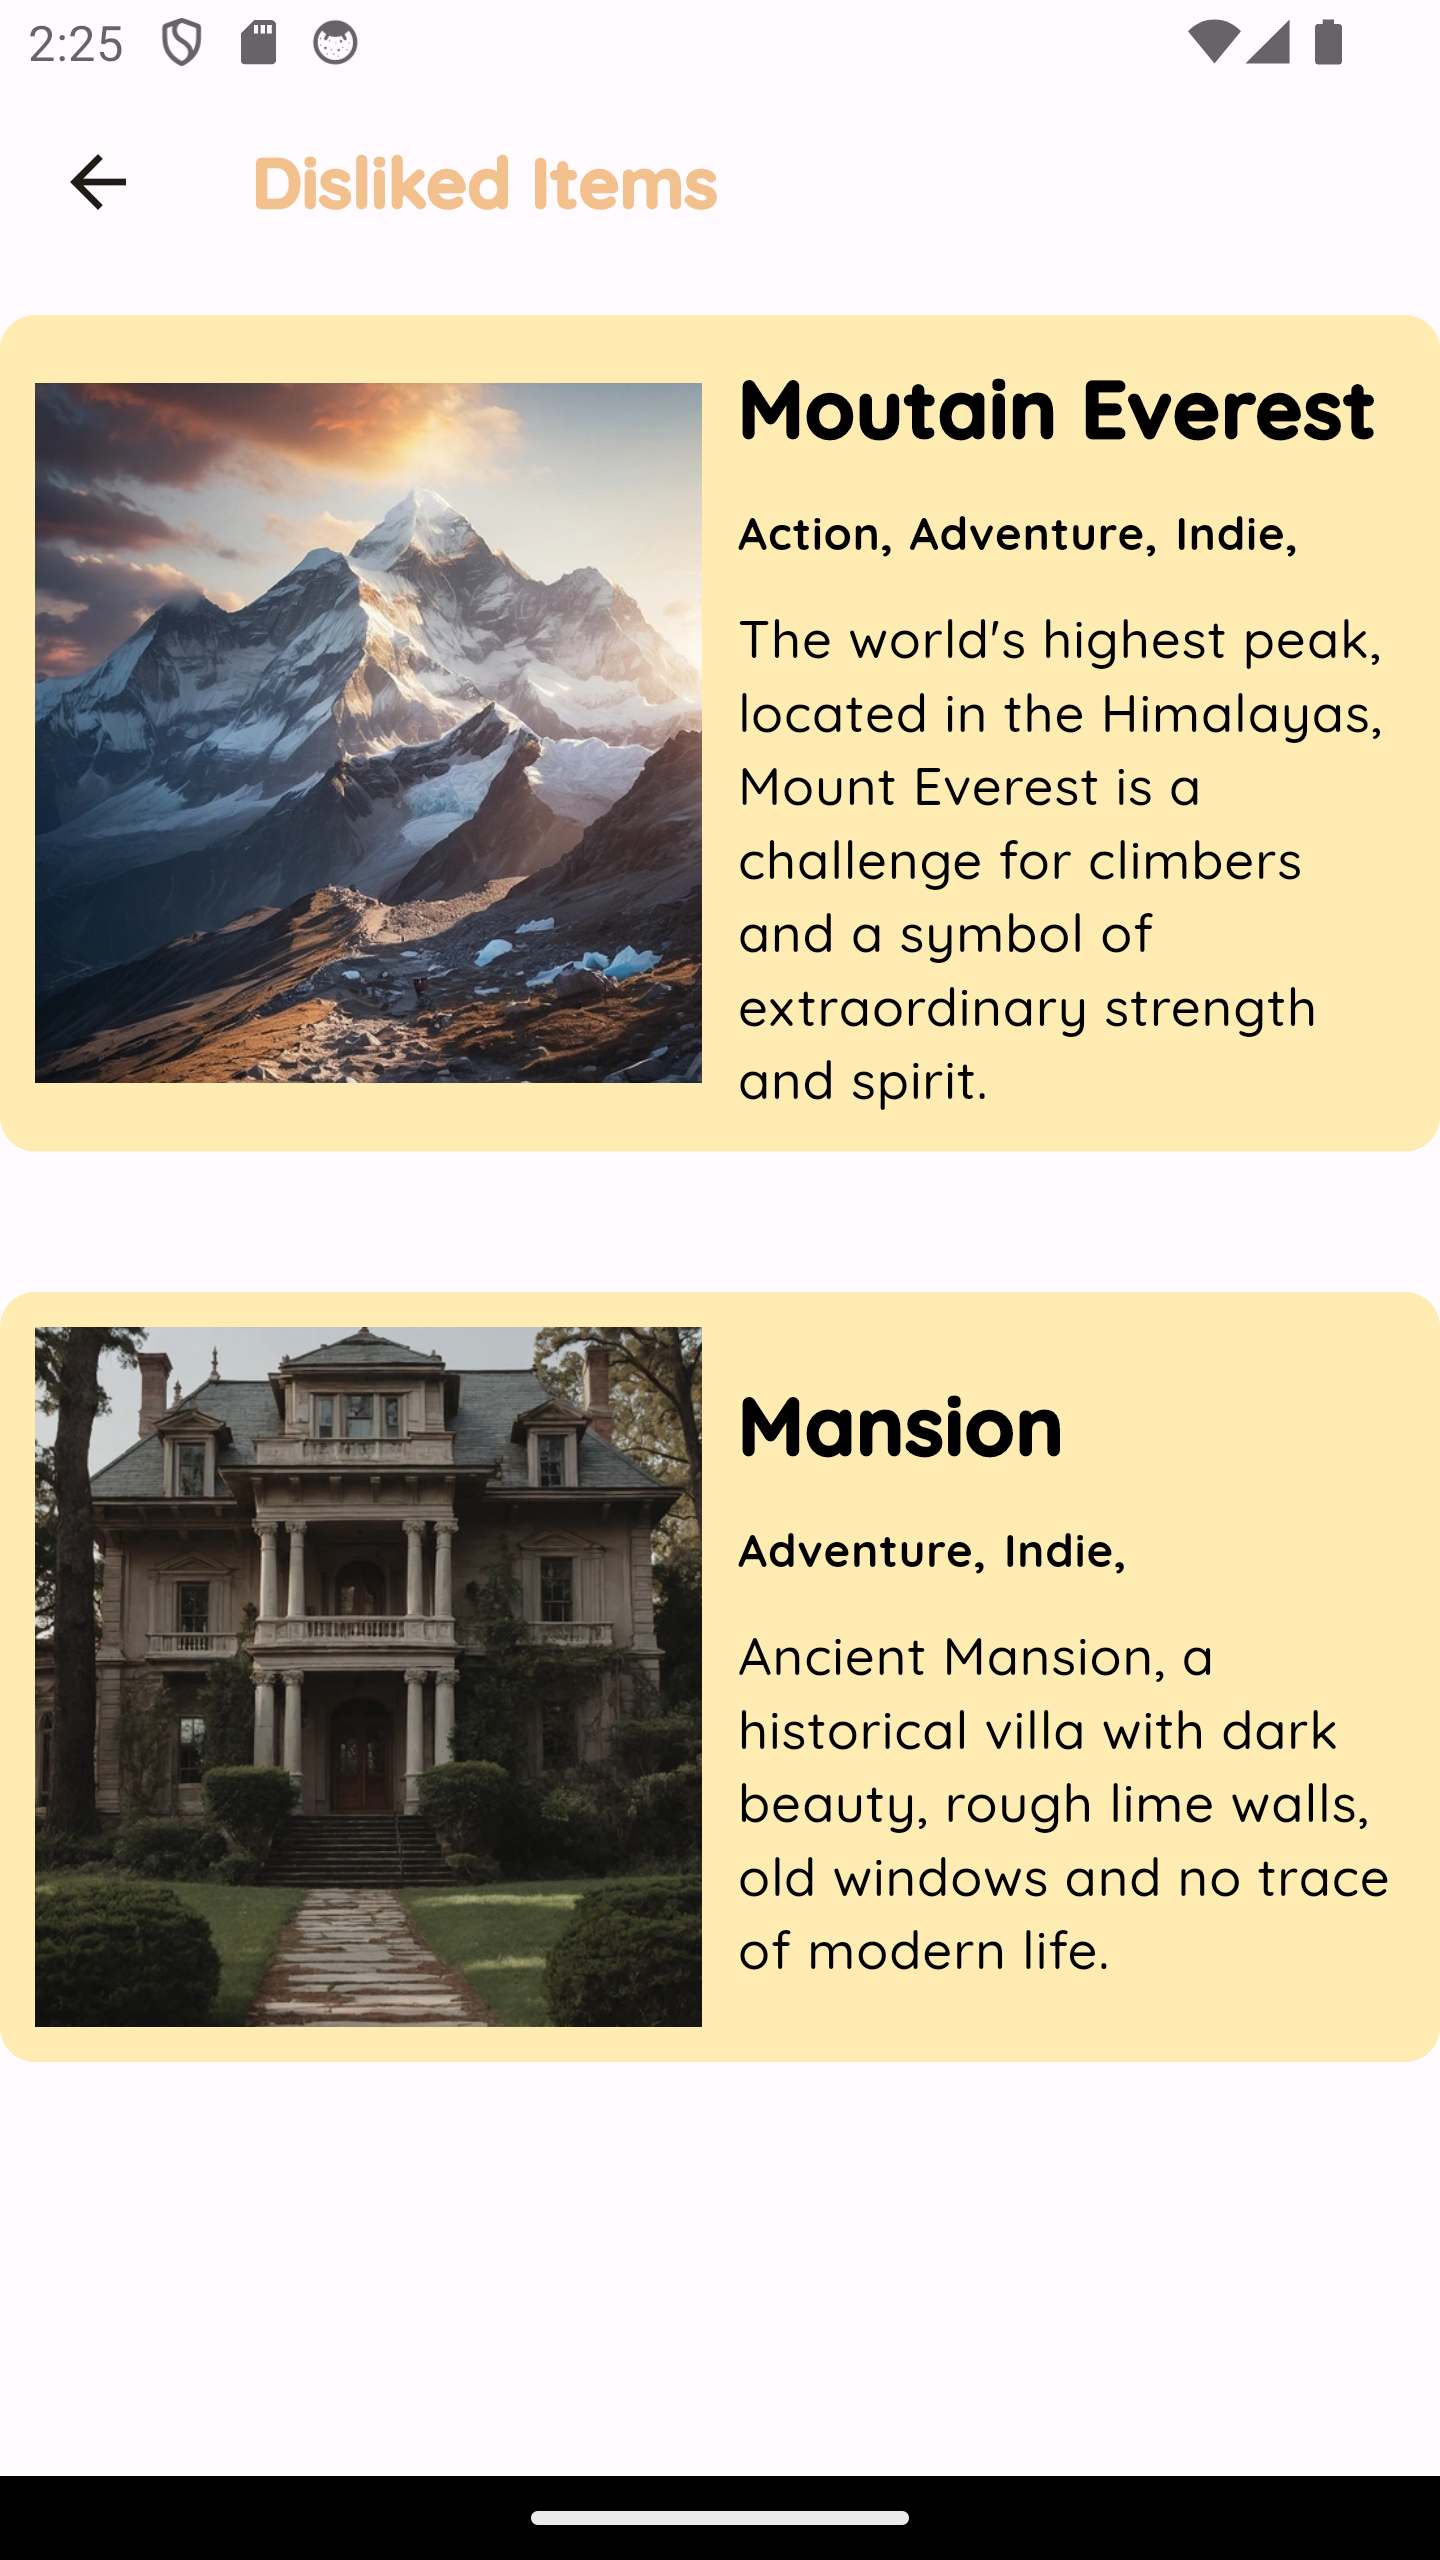 2:25
Disliked Items
Moutain Everest
Action, Adventure, Indie,
The world's highest peak,
located in the Himalayas,
Mount Everest is a
challenge for climbers
and a symbol of
extraordinary strength
and spirit.
Mansion
Adventure, Indie,
Ancient Mansion, a
historical villa with dark
beauty, rough lime walls,
old windows and no trace
of modern life.